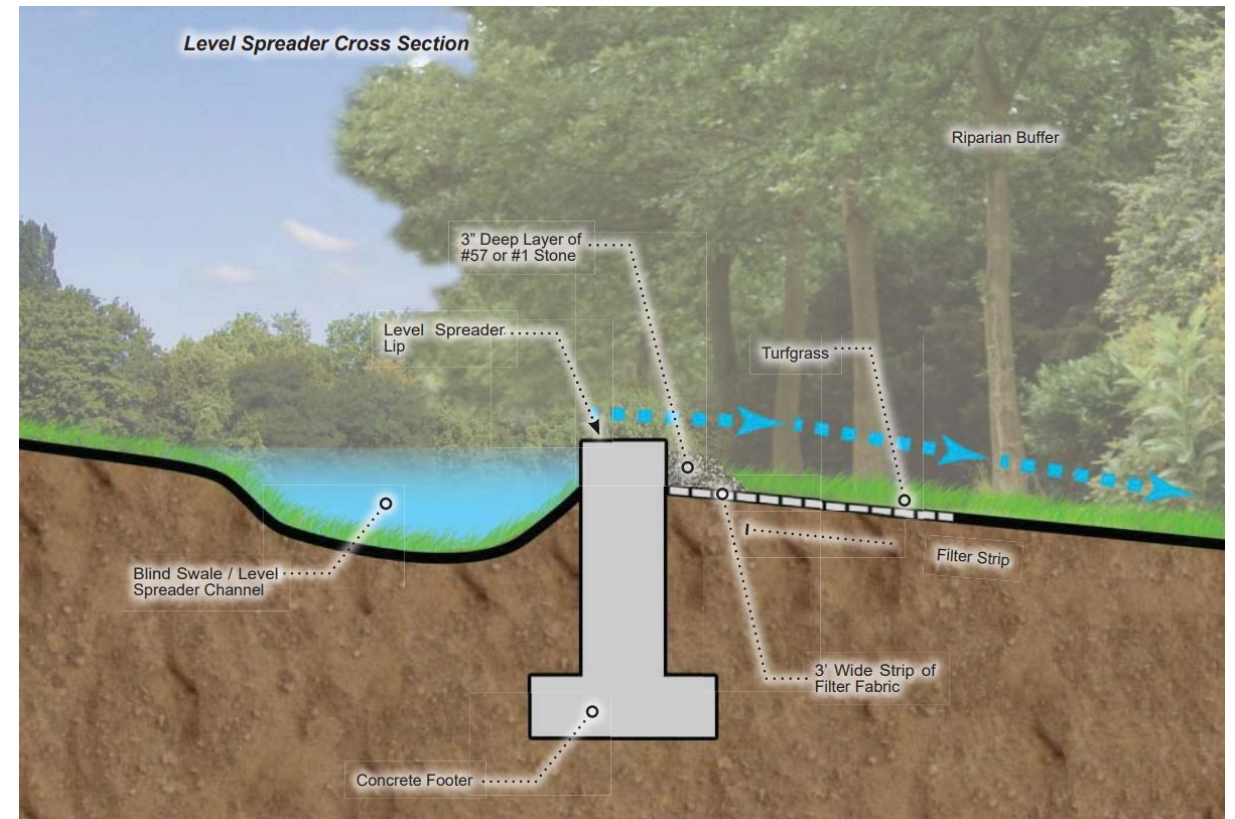 Level Spreader Cross Section
Riparian Buffer
3” Deep Layer of
#57 or #1 Stone
Level Spreader
Lip
Turfgrass
Filter Strip
Blind Swale / Level
Spreader Channel
3’ Wide Strip of
Filter Fabric
Concrete Footer